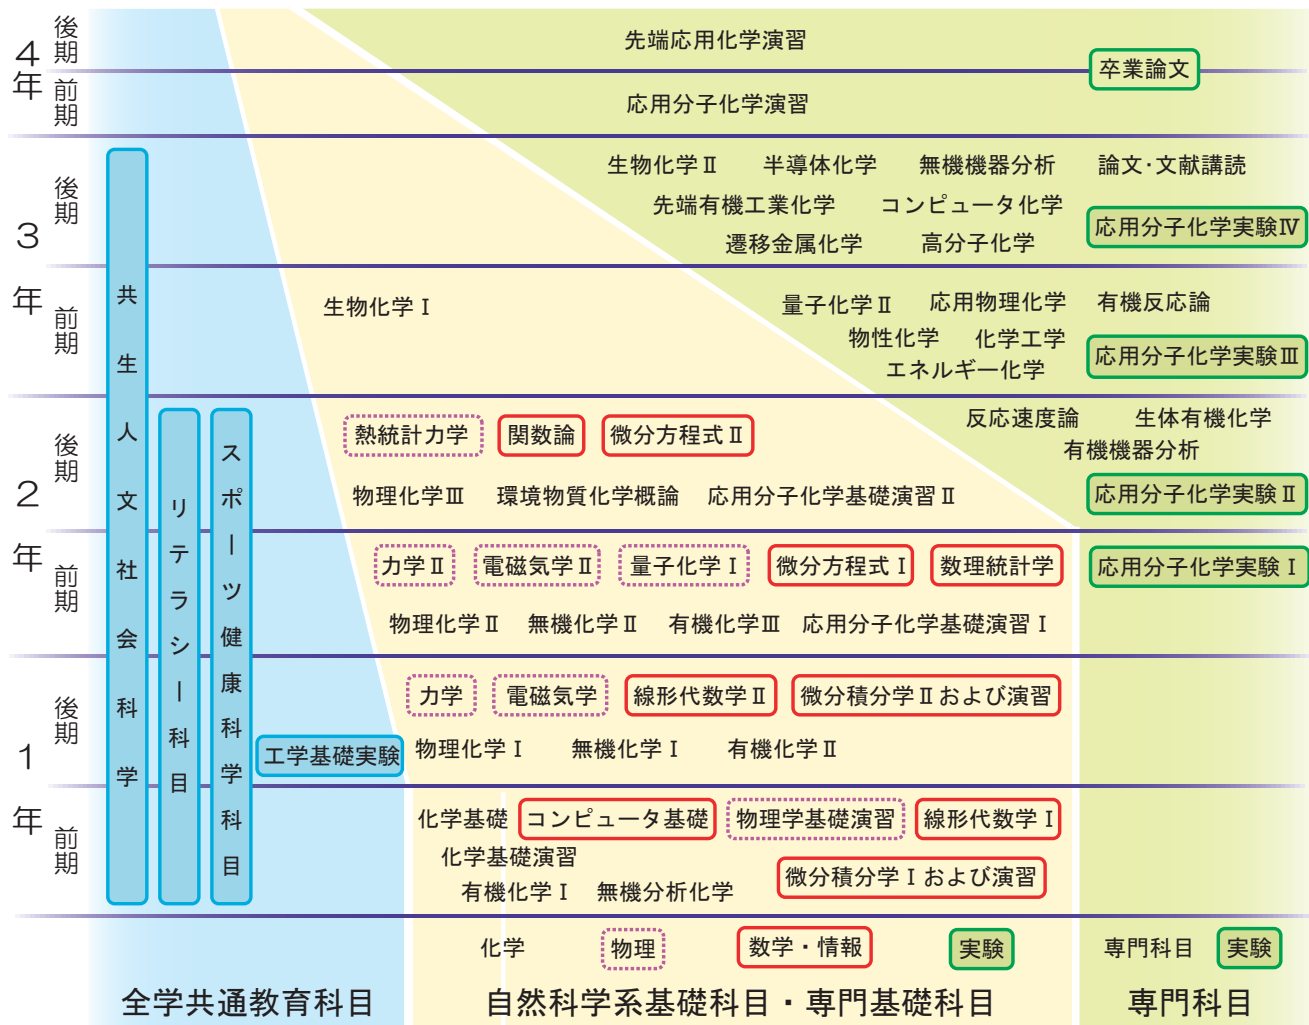 4年
後期
先端応用化学演習
卒業論文
前期
応用分子化学演習
3年
後期
生物化学Ⅱ 半導体化学 無機機器分析 論文・文献講読
先端有機工業化学 コンピュータ化学
応用分子化学実験Ⅳ
遷移金属化学 高分子化学
前期
生物化学Ⅰ
量子化学Ⅱ 応用物理化学 有機反応論
物性化学 化学工学
応用分子化学実験Ⅲ
エネルギー化学
共生人文社会科学
リテラシー科目
スポーツ健康科学科目
2年
後期
反応速度論 生体有機化学
熱統計力学 関数論 微分方程式Ⅱ
有機機器分析
物理化学Ⅲ 環境物質化学概論 応用分子化学基礎演習Ⅱ
応用分子化学実験Ⅱ
前期
力学Ⅱ 電磁気学Ⅱ 量子化学Ⅰ 微分方程式Ⅰ 数理統計学 応用分子化学実験Ⅰ
物理化学Ⅱ 無機化学Ⅱ 有機化学Ⅲ 応用分子化学基礎演習Ⅰ
1年
後期
力学 電磁気学 線形代数学Ⅱ 微分積分学Ⅱおよび演習
工学基礎実験
物理化学Ⅰ 無機化学Ⅰ 有機化学Ⅱ
前期
化学基礎 コンピュータ基礎 物理学基礎演習 線形代数学Ⅰ
化学基礎演習
微分積分学Ⅰおよび演習
有機化学Ⅰ 無機分析化学
化学 物理 数学・情報 実験 専門科目 実験
全学共通教育科目 自然科学系基礎科目・専門基礎科目 専門科目